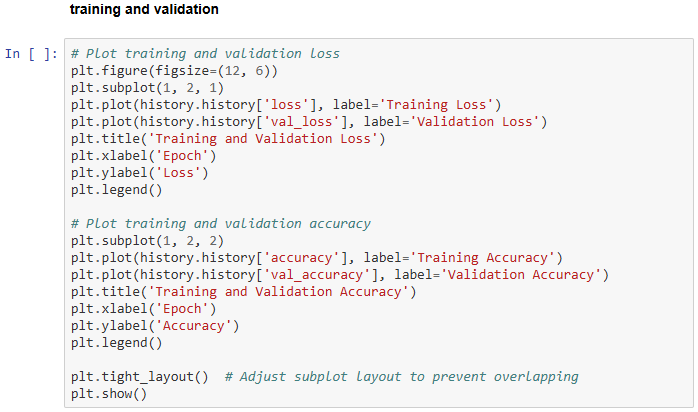 training and validation
In [ ]: # Plot training and validation loss
plt.figure(figsize=(12, 6))
plt.subplot(1, 2, 1)
plt.plot(history.history['loss'], label='Training Loss')
plt.plot(history.history['val_loss'], label='Validation Loss')
plt.title('Training and Validation Loss')
plt.xlabel('Epoch')
plt.ylabel('Loss')
plt.legend()

# Plot training and validation accuracy
plt.subplot(1, 2, 2)
plt.plot(history.history['accuracy'], label='Training Accuracy')
plt.plot(history.history['val_accuracy'], label='Validation Accuracy')
plt.title('Training and Validation Accuracy')
plt.xlabel('Epoch')
plt.ylabel('Accuracy')
plt.legend()

plt.tight_layout()  # Adjust subplot layout to prevent overlapping
plt.show()